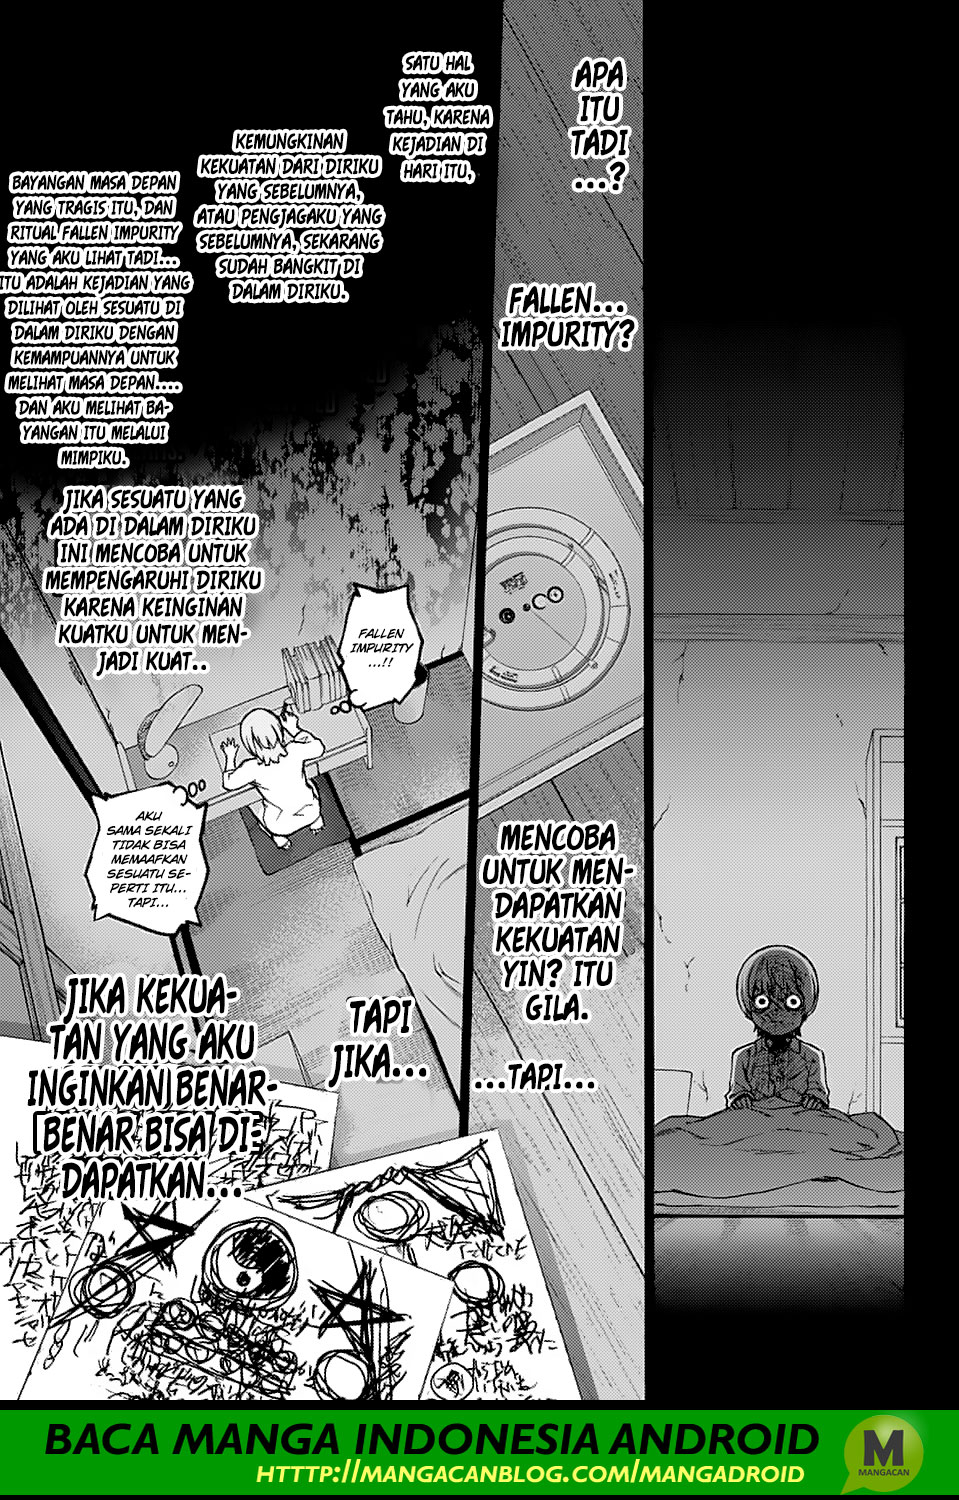 APA
ITU
TADI
...?
FALLEN...
IMPURITY?
MENCOBA
UNTUK MEN-
DAPATKAN
KEKUATAN
YIN? ITU
GILA.
...TAPI...
SATU HAL
YANG AKU
TAHU, KARENA
KEJADIAN DI
HARI ITU,
KEMUNGKINAN
KEKUATAN DARI DIRIKU
YANG SEBELUMNYA,
ATAU PENGJAGAKU YANG
SEBELUMNYA, SEKARANG
SUDAH BANGKIT DI
DALAM DIRIKU.
BAYANGAN MASA DEPAN
YANG TRAGIS ITU, DAN
RITUAL FALLEN IMPURITY
YANG AKU LIHAT TADI...
ITU ADALAH KEJADIAN YANG
DILIHAT OLEH SESUATU DI
DALAM DIRIKU DENGAN
KEMAMPUANNYA UNTUK
MELIHAT MASA DEPAN....
DAN AKU MELIHAT BA-
YANGAN ITU MELALUI
MIMPIKU.
JIKA SESUATU YANG
ADA DI DALAM DIRIKU
INI MENCOBA UNTUK
MEMPENGARUHI DIRIKU
KARENA KEINGINAN
KUATKU UNTUK MEN-
JADI KUAT..
FALLEN
IMPURITY
...!!
AKU
SAMA SEKALI
TIDAK BISA
MEMAAFKAN
SESUATU SE-
PERTI ITU...
TAPI...
TAPI
JIKA...
JIKA KEKUA-
TAN YANG AKU
INGINKAN BENAR-
BENAR BISA DI-
DAPATKAN...
BACA MANGA INDONESIA ANDROID
HTTTP://MANGACANBLOG.COM/MANGADROID
M
MANGACAN